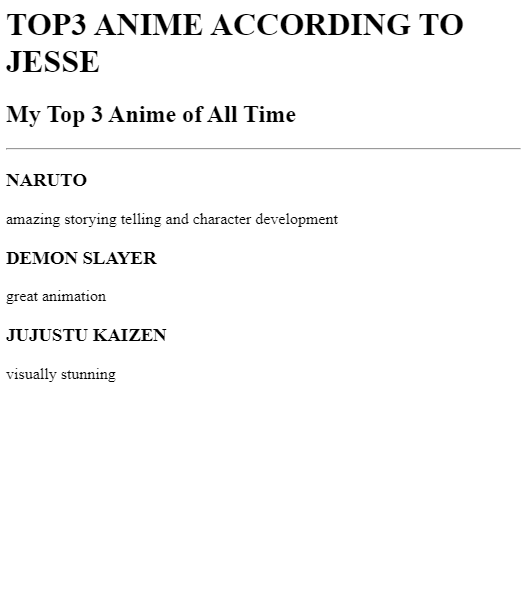 TOP3 ANIME ACCORDING TO
JESSE
My Top 3 Anime of All Time
NARUTO
amazing storying telling and character development
DEMON SLAYER
great animation
JUJUSTU KAIZEN
visually stunning